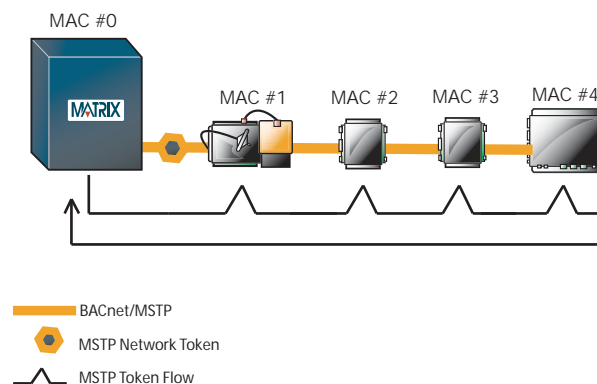 MAC #0
MATRIX
MAC #1
MAC #2
MAC #3
MAC #4
BACnet/MSTP
MSTP Network Token
MSTP Token Flow